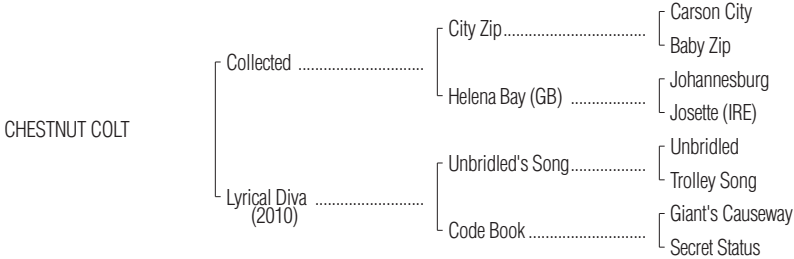 Carson City
City Zip..................................
Baby Zip
Collected .............................
Johannesburg
Helena Bay (GB) ..................
Josette (IRE)
CHESTNUT COLT
Unbridled
Unbridled's Song..................
Trolley Song
Lyrical Diva ..........................
(2010)
Giant's Causeway
Code Book............................
Secret Status